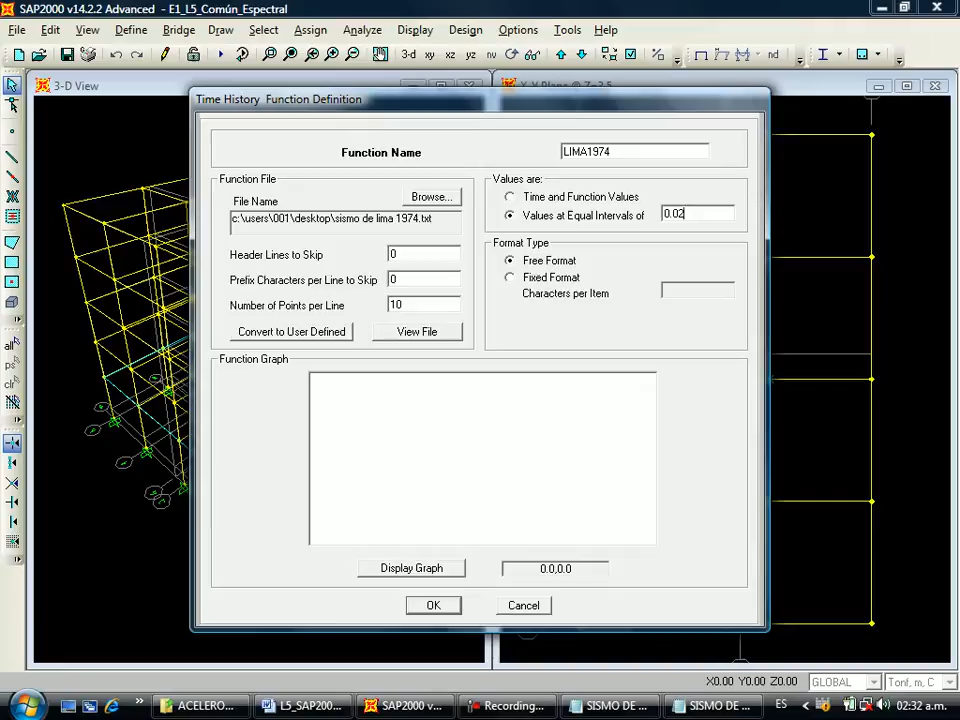 SAP2000 v14.2.2 Advanced - E1_L5_Común_Espectral
File Edit View Define Bridge Draw Select Assign Analyze Display Design Options Tools Help
3-d xy xz yz nv nd
3-D View
X-Y Plane @ Z=2.5
Time History Function Definition
Function Name LIMA1974
Function File
File Name Browse...
c:\users\001\desktop\sismo de lima 1974.txt
Header Lines to Skip 0
Prefix Characters per Line to Skip 0
Number of Points per Line 10
Convert to User Defined View File
Values are:
Time and Function Values
Values at Equal Intervals of 0.02
Format Type
Free Format
Fixed Format
Characters per Item
Function Graph
Display Graph 0.0,0.0
OK Cancel
all
ps
clr
X0.00 Y0.00 Z0.00 GLOBAL Tonf, m, C
ACELERO... L5_SAP200... SAP2000 v... Recording... SISMO DE ... SISMO DE ... ES 02:32 a.m.